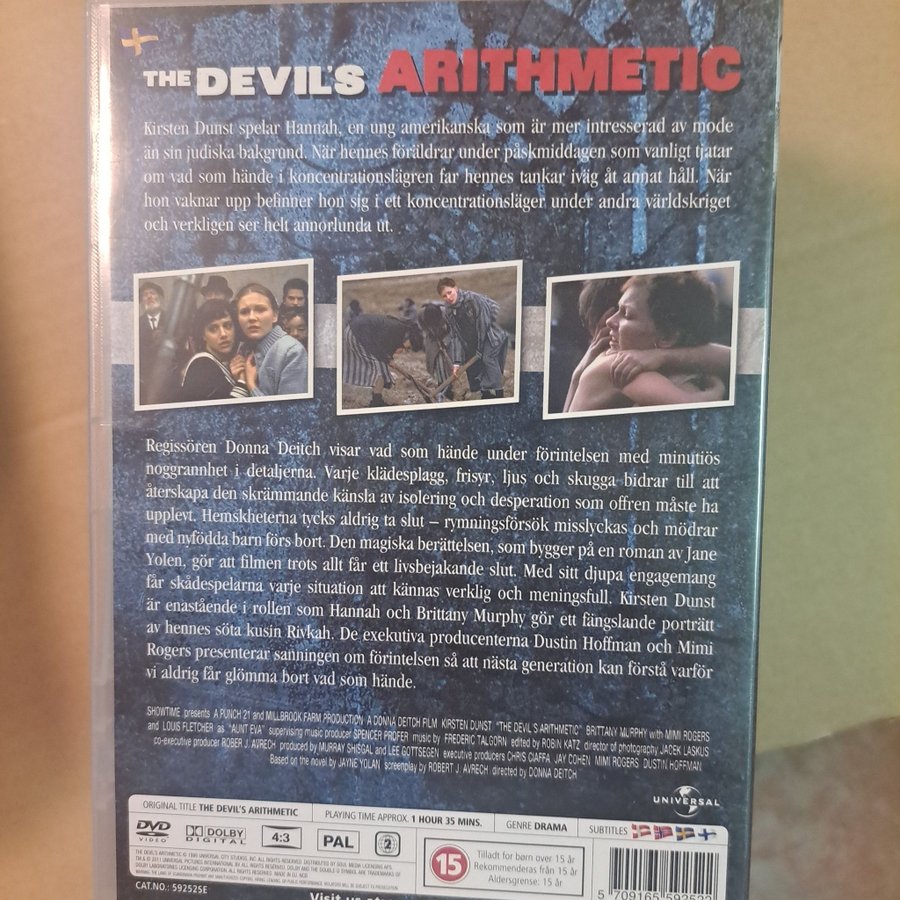 THE DEVIL'S ARITHMETIC
Kirsten Dunst spelar Hannah, en ung amerikanska som är mer intresserad av mode
än sin judiska bakgrund. När hennes föräldrar under påskmiddagen som vanligt tjatar
om vad som hände i koncentrationslägren far hennes tankar iväg åt annat håll. När
hon vaknar upp befinner hon sig i ett koncentrationsläger under andra världskriget
och verkligen ser helt annorlunda ut.
Regissören Donna Deitch visar vad som hände under förintelsen med minutiös
noggrannhet i detaljerna. Varje klädesplagg, frisyr, ljus och skugga bidrar till att
återskapa den skrämmande känsla av isolering och desperation som offren måste ha
upplevt. Hemskheterna tycks aldrig ta slut – rymningsförsök misslyckas och mödrar
med nyfödda barn förs bort. Den magiska berättelsen, som bygger på en roman av Jane
Yolen, gör att filmen trots allt får ett livsbejakande slut. Med sitt djupa engagemang
får skådespelarna varje situation att kännas verklig och meningsfull. Kirsten Dunst
är enastående i rollen som Hannah och Brittany Murphy gör ett fängslande porträtt
av hennes söta kusin Rivkah. De exekutiva producenterna Dustin Hoffman och Mimi
Rogers presenterar sanningen om förintelsen så att nästa generation kan förstå varför
vi aldrig får glömma bort vad som hände.
SHOWTIME presents A PUNCH 21 and MILLBROOK FARM PRODUCTION A DONNA DEITCH FILM KIRSTEN DUNST "THE DEVIL'S ARITHMETIC" BRITTANY MURPHY with MIMI ROGERS
and LOUIS FLETCHER as "AUNT EVA" supervising music producer SPENCER PROFER music by FREDERIC TALGORN edited by ROBIN KATZ director of photography JACEK LASKUS
co-executive producer ROBER J. AVRECH produced by MURRAY SHISGAL and LEE GOTTSEGEN executive producers CHRIS CIAFFA JAY COHEN MIMI ROGERS DUSTIN HOFFMAN
Based on the novel by JAYNE YOLAN screenplay by ROBERT J. AVRECH directed by DONNA DEITCH
UNIVERSAL
ORIGINAL TITLE THE DEVIL'S ARITHMETIC
PLAYING TIME APPROX. 1 HOUR 35 MINS.
GENRE DRAMA
SUBTITLES
DVD VIDEO
DOLBY DIGITAL
4:3
PAL
2
15
Tilladt for børn over 15 år
Rekommenderas från 15 år
Aldersgrense: 15 år
CAT.NO.: 592525E
Visit us